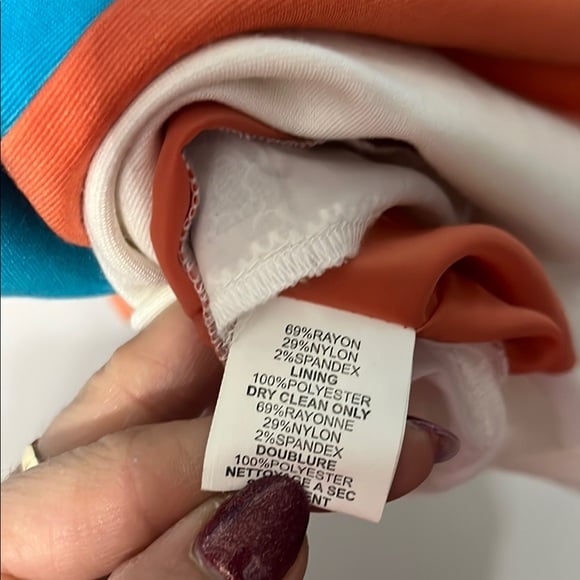 69%RAYON
29%NYLON
2%SPANDEX
LINING
100%POLYESTER
DRY CLEAN ONLY
69%RAYONNE
29%NYLON
2%SPANDEX
DOUBLURE
100%POLYESTER
A SEC